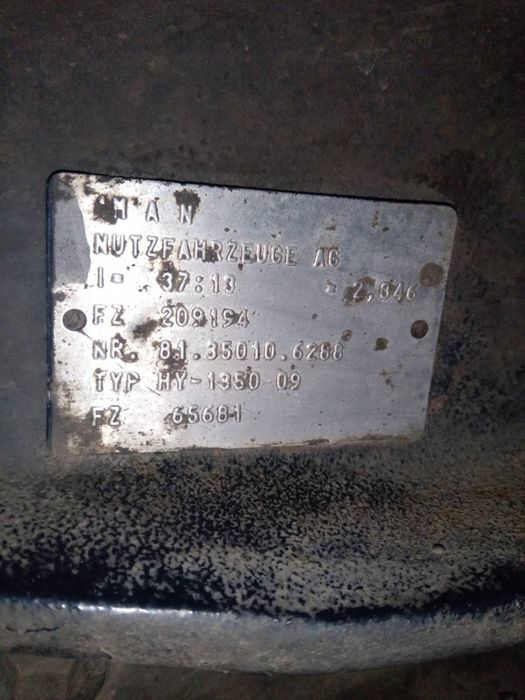 MAN
NUTZFAHRZEUGE AG
I= 37:13 = 2,846
FZ 209194
NR. 81.35010.6288
TYP HY-1350-09
FZ 65681